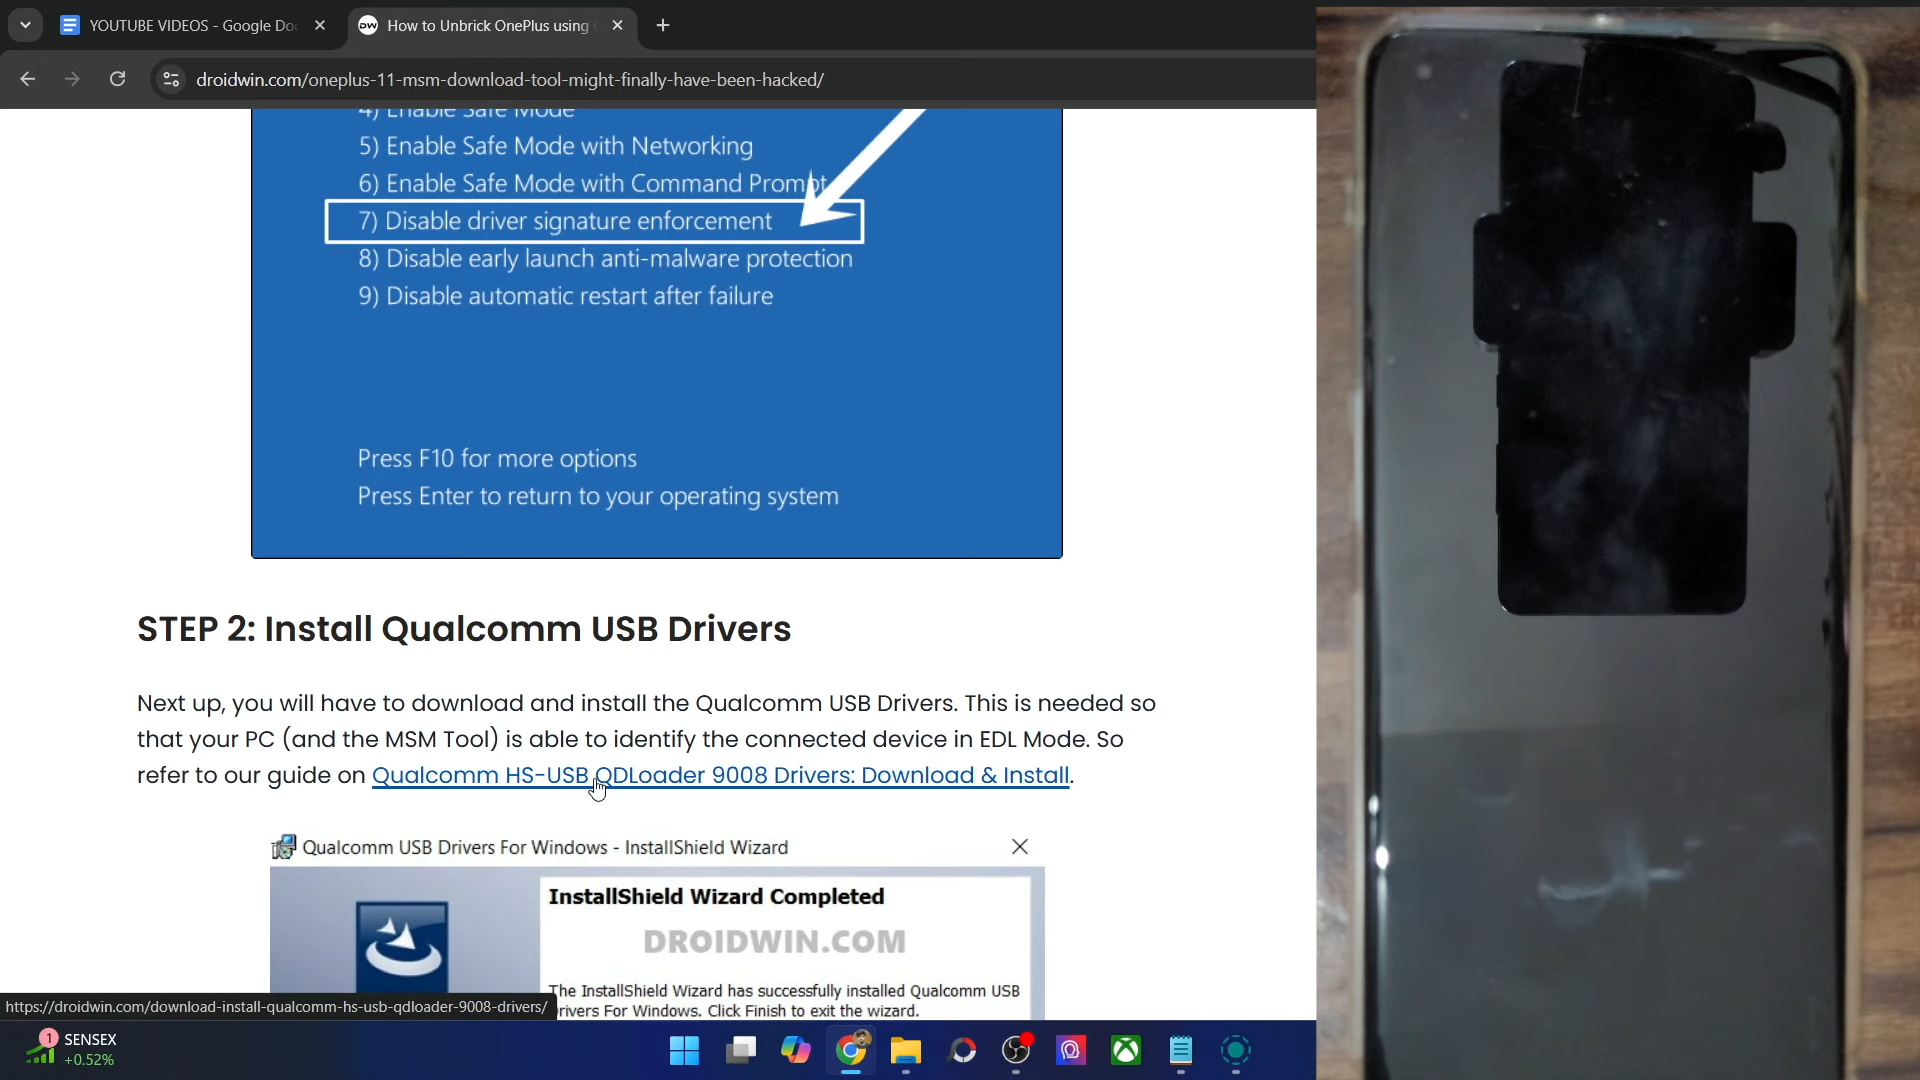 YOUTUBE VIDEOS - Google Do
How to Unbrick OnePlus using
droidwin.com/oneplus-11-msm-download-tool-might-finally-have-been-hacked/
4) Enable Safe Mode
5) Enable Safe Mode with Networking
6) Enable Safe Mode with Command Prompt
7) Disable driver signature enforcement
8) Disable early launch anti-malware protection
9) Disable automatic restart after failure
Press F10 for more options
Press Enter to return to your operating system
STEP 2: Install Qualcomm USB Drivers
Next up, you will have to download and install the Qualcomm USB Drivers. This is needed so
that your PC (and the MSM Tool) is able to identify the connected device in EDL Mode. So
refer to our guide on Qualcomm HS-USB QDLoader 9008 Drivers: Download & Install.
Qualcomm USB Drivers For Windows - InstallShield Wizard
InstallShield Wizard Completed
DROIDWIN.COM
The InstallShield Wizard has successfully installed Qualcomm USB
Drivers For Windows. Click Finish to exit the wizard.
https://droidwin.com/download-install-qualcomm-hs-usb-qdloader-9008-drivers/
1
SENSEX
+0.52%